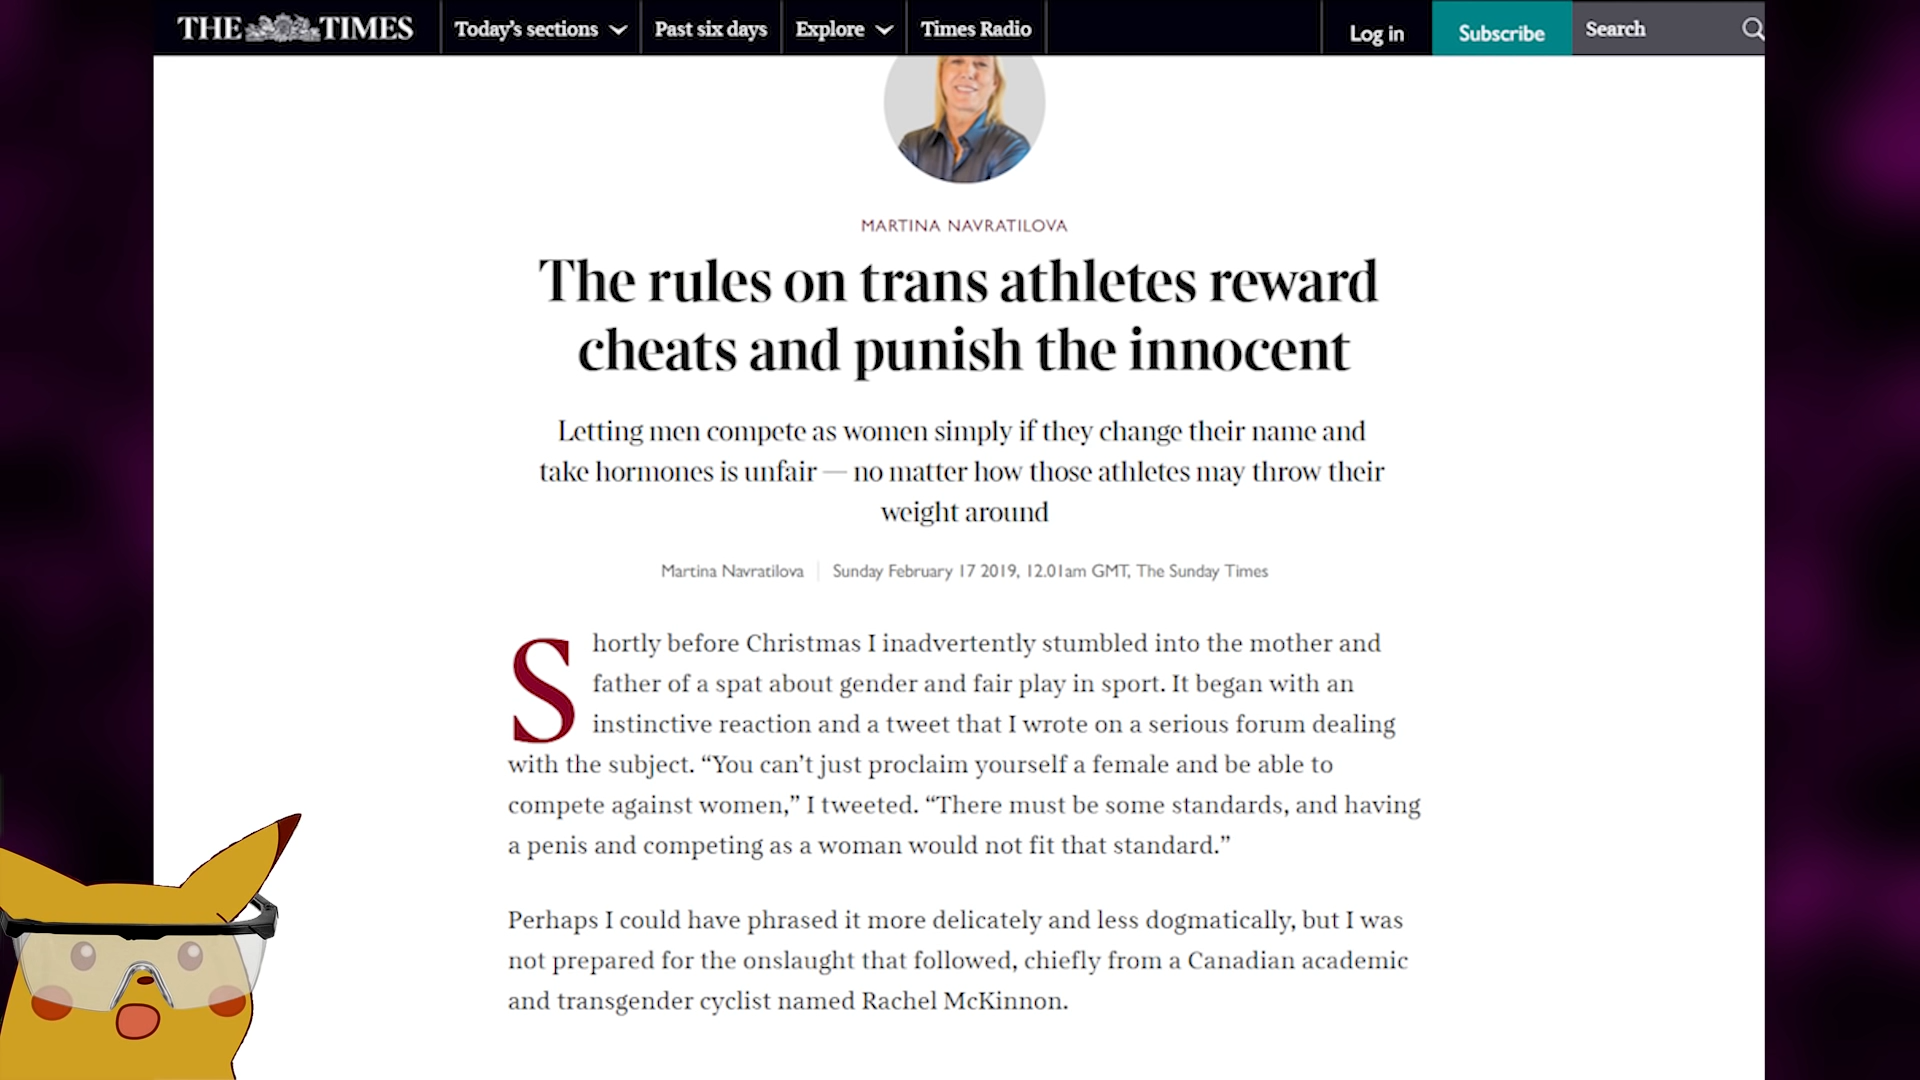 THE TIMES
Today's sections
Past six days
Explore
Times Radio
Log in
Subscribe
Search
MARTINA NAVRATILOVA
The rules on trans athletes reward
cheats and punish the innocent
Letting men compete as women simply if they change their name and
take hormones is unfair — no matter how those athletes may throw their
weight around
Martina Navratilova | Sunday February 17 2019, 12.01am GMT, The Sunday Times
Shortly before Christmas I inadvertently stumbled into the mother and
father of a spat about gender and fair play in sport. It began with an
instinctive reaction and a tweet that I wrote on a serious forum dealing
with the subject. “You can’t just proclaim yourself a female and be able to
compete against women,” I tweeted. “There must be some standards, and having
a penis and competing as a woman would not fit that standard.”
Perhaps I could have phrased it more delicately and less dogmatically, but I was
not prepared for the onslaught that followed, chiefly from a Canadian academic
and transgender cyclist named Rachel McKinnon.